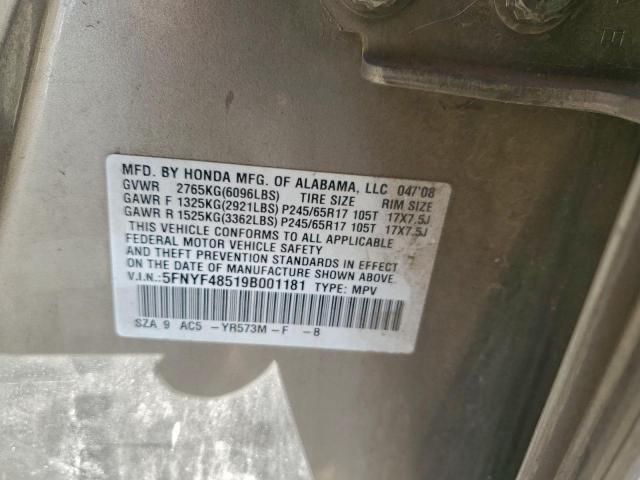 MFD. BY HONDA MFG. OF ALABAMA, LLC 04/'08
GVWR 2765KG(6096LBS) TIRE SIZE RIM SIZE
GAWR F 1325KG(2921LBS) P245/65R17 105T 17X7.5J
GAWR R 1525KG(3362LBS) P245/65R17 105T 17X7.5J
THIS VEHICLE CONFORMS TO ALL APPLICABLE
FEDERAL MOTOR VEHICLE SAFETY
AND THEFT PREVENTION STANDARDS IN EFFECT
ON THE DATE OF MANUFACTURE SHOWN ABOVE.
V.I.N.:5FNYF48519B001181 TYPE: MPV
SZA 9 AC5 -YR573M-F -8